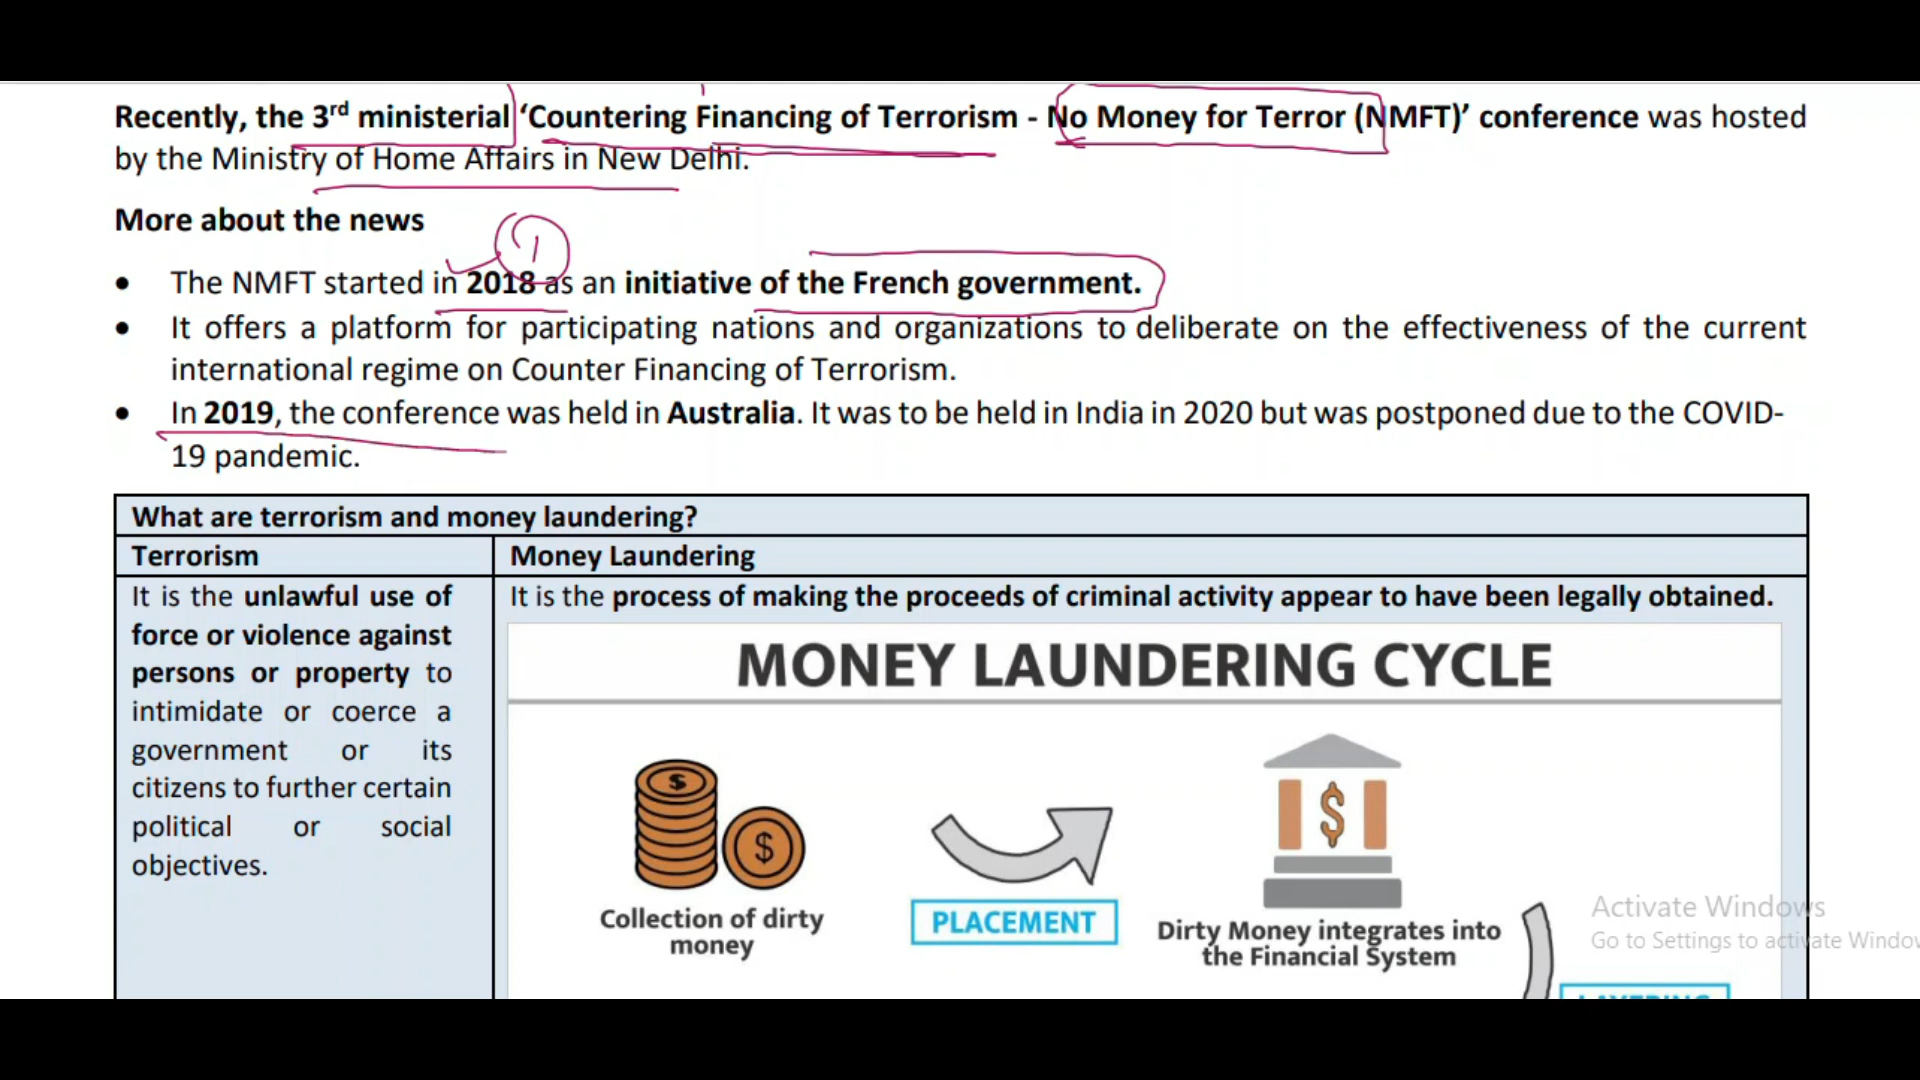 Recently, the 3rd ministerial ‘Countering Financing of Terrorism - No Money for Terror (NMFT)’ conference was hosted
by the Ministry of Home Affairs in New Delhi.
More about the news
1
• The NMFT started in 2018 as an initiative of the French government.
• It offers a platform for participating nations and organizations to deliberate on the effectiveness of the current
international regime on Counter Financing of Terrorism.
• In 2019, the conference was held in Australia. It was to be held in India in 2020 but was postponed due to the COVID-
19 pandemic.
What are terrorism and money laundering?
Terrorism
It is the unlawful use of
force or violence against
persons or property to
intimidate or coerce a
government or its
citizens to further certain
political or social
objectives.
Money Laundering
It is the process of making the proceeds of criminal activity appear to have been legally obtained.
MONEY LAUNDERING CYCLE
$
$
Collection of dirty
money
PLACEMENT
$
Dirty Money integrates into
the Financial System
LAYERING
Activate Windows
Go to Settings to activate Window